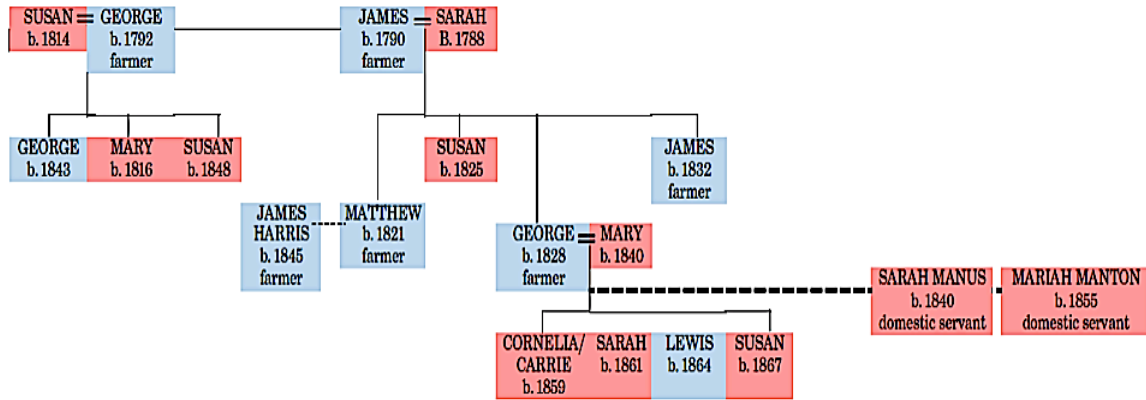 SUSAN = GEORGE
b. 1814 b. 1792
farmer
JAMES = SARAH
b. 1790 B. 1788
farmer
GEORGE MARY SUSAN
b. 1843 b. 1816 b. 1848
SUSAN
b. 1825
JAMES
b. 1832
farmer
JAMES
HARRIS
b. 1845
farmer
MATTHEW
b. 1821
farmer
GEORGE = MARY
b. 1828 b. 1840
farmer
SARAH MANUS
b. 1840
domestic servant
MARIAH MANTON
b. 1855
domestic servant
CORNELIA/
CARRIE
b. 1859
SARAH
b. 1861
LEWIS
b. 1864
SUSAN
b. 1867